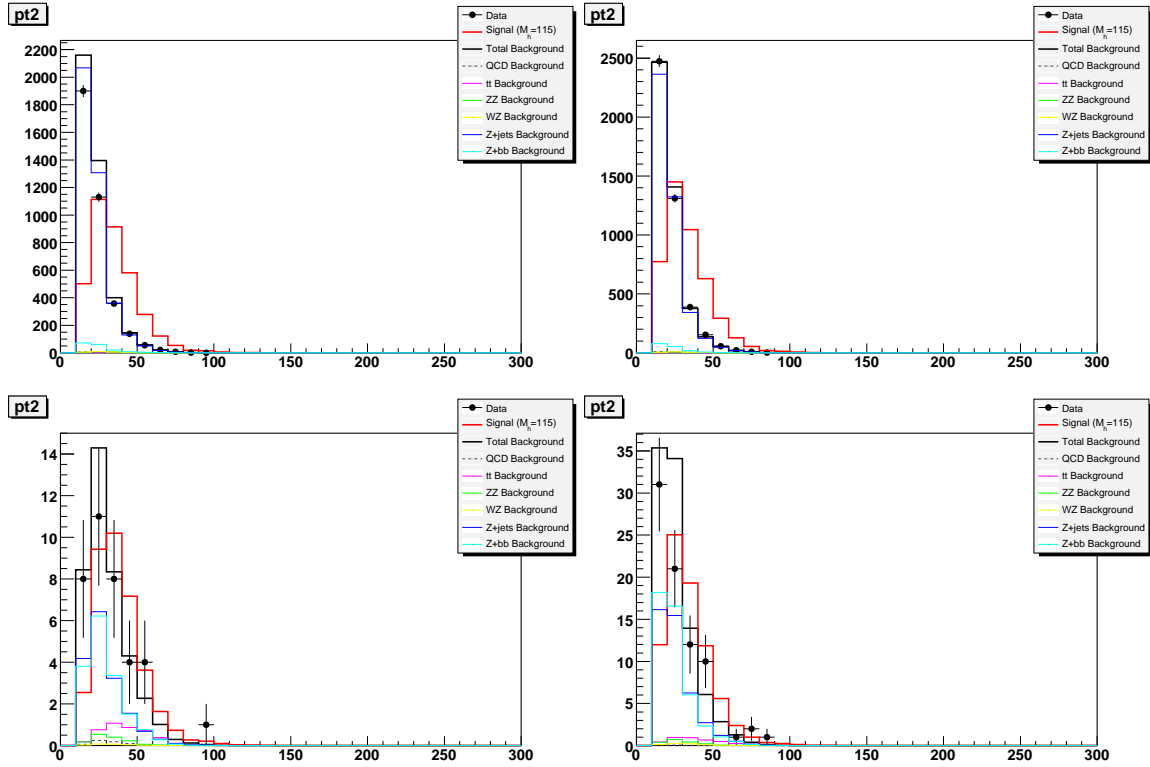 pt2
Data
Signal (M_h=115)
Total Background
QCD Background
tt Background
ZZ Background
WZ Background
Z+jets Background
Z+bb Background
2200
2000
1800
1600
1400
1200
1000
800
600
400
200
0
0 50 100 150 200 250 300
pt2
Data
Signal (M_h=115)
Total Background
QCD Background
tt Background
ZZ Background
WZ Background
Z+jets Background
Z+bb Background
2500
2000
1500
1000
500
0
0 50 100 150 200 250 300
pt2
Data
Signal (M_h=115)
Total Background
QCD Background
tt Background
ZZ Background
WZ Background
Z+jets Background
Z+bb Background
14
12
10
8
6
4
2
0
0 50 100 150 200 250 300
pt2
Data
Signal (M_h=115)
Total Background
QCD Background
tt Background
ZZ Background
WZ Background
Z+jets Background
Z+bb Background
35
30
25
20
15
10
5
0
0 50 100 150 200 250 300